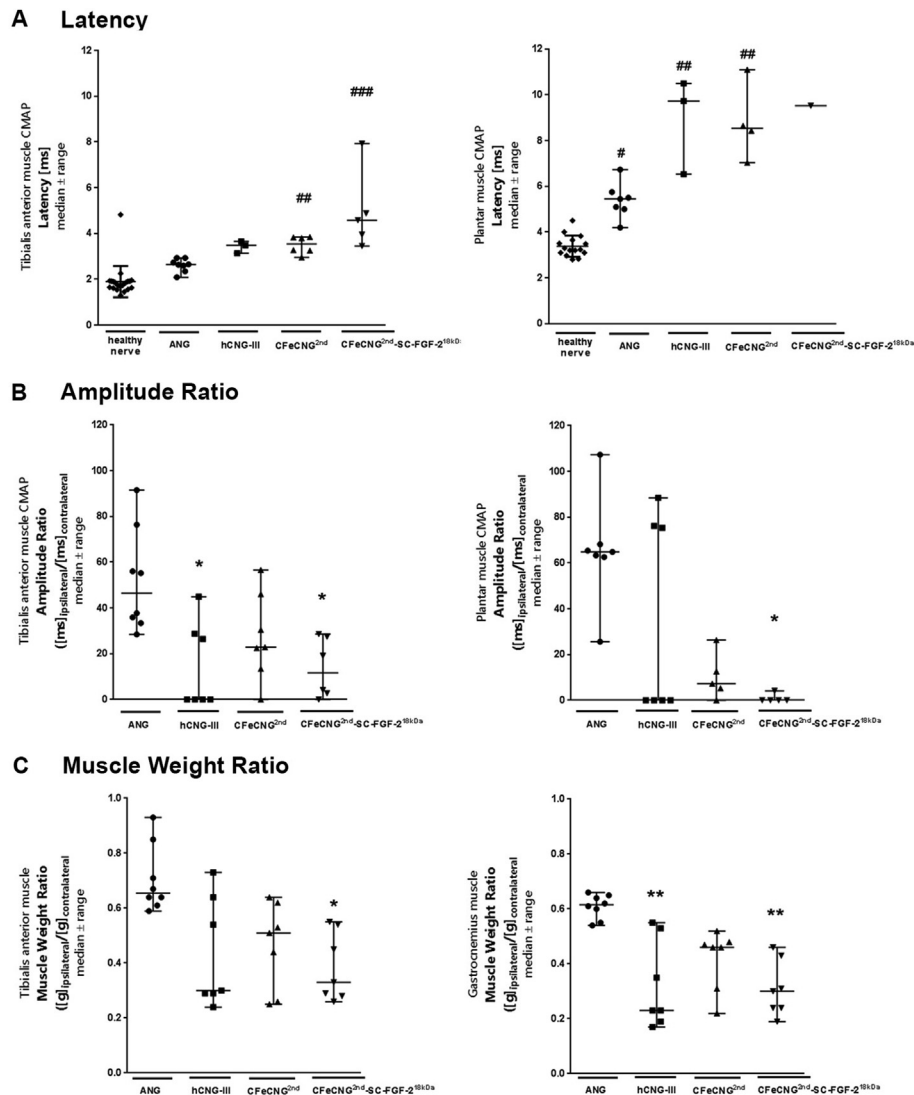 A Latency
Tibialis anterior muscle CMAP
Latency [ms]
median ± range
12
10
8
6
4
2
0
##
###
healthy
nerve
ANG
hCNG-III
CFeCNG²ⁿᵈ
CFeCNG²ⁿᵈ-SC-FGF-2¹⁸ᵏᴰ
Plantar muscle CMAP
Latency [ms]
median ± range
12
10
8
6
4
2
0
#
##
##
healthy
nerve
ANG
hCNG-III
CFeCNG²ⁿᵈ
CFeCNG²ⁿᵈ-SC-FGF-2¹⁸ᵏᴰᵃ
B Amplitude Ratio
Tibialis anterior muscle CMAP
Amplitude Ratio
([ms]ipsilateral/[ms]contralateral
median ± range
120
100
80
60
40
20
0
*
*
ANG
hCNG-III
CFeCNG²ⁿᵈ
CFeCNG²ⁿᵈ-SC-FGF-2¹⁸ᵏᴰᵃ
Plantar muscle CMAP
Amplitude Ratio
([ms]ipsilateral/[ms]contralateral
median ± range
120
100
80
60
40
20
0
*
ANG
hCNG-III
CFeCNG²ⁿᵈ
CFeCNG²ⁿᵈ-SC-FGF-2¹⁸ᵏᴰᵃ
C Muscle Weight Ratio
Tibialis anterior muscle
Muscle Weight Ratio
([g]ipsilateral/[g]contralateral
median ± range
1.0
0.8
0.6
0.4
0.2
0.0
*
ANG
hCNG-III
CFeCNG²ⁿᵈ
CFeCNG²ⁿᵈ-SC-FGF-2¹⁸ᵏᴰᵃ
Gastrocnemius muscle
Muscle Weight Ratio
([g]ipsilateral/[g]contralateral
median ± range
1.0
0.8
0.6
0.4
0.2
0.0
**
**
ANG
hCNG-III
CFeCNG²ⁿᵈ
CFeCNG²ⁿᵈ-SC-FGF-2¹⁸ᵏᴰᵃ